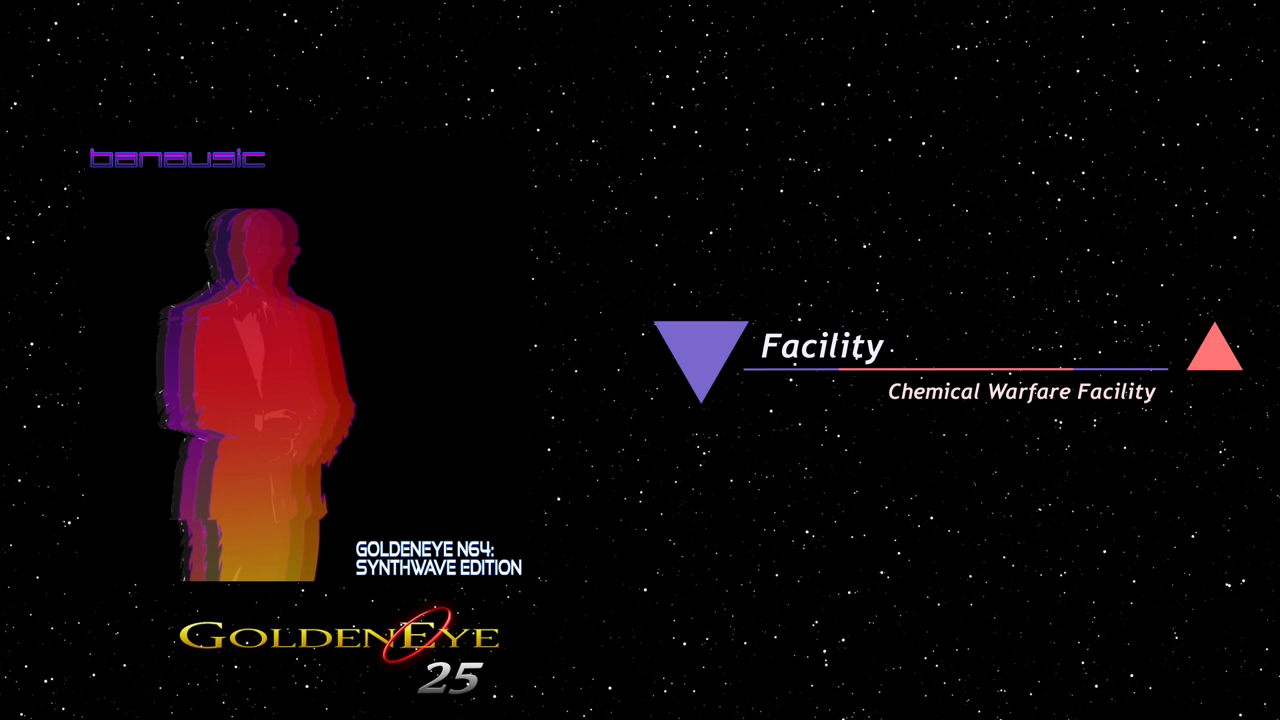 banausic
Facility
Chemical Warfare Facility
GOLDENEYE N64:
SYNTHWAVE EDITION
GOLDENEYE
25